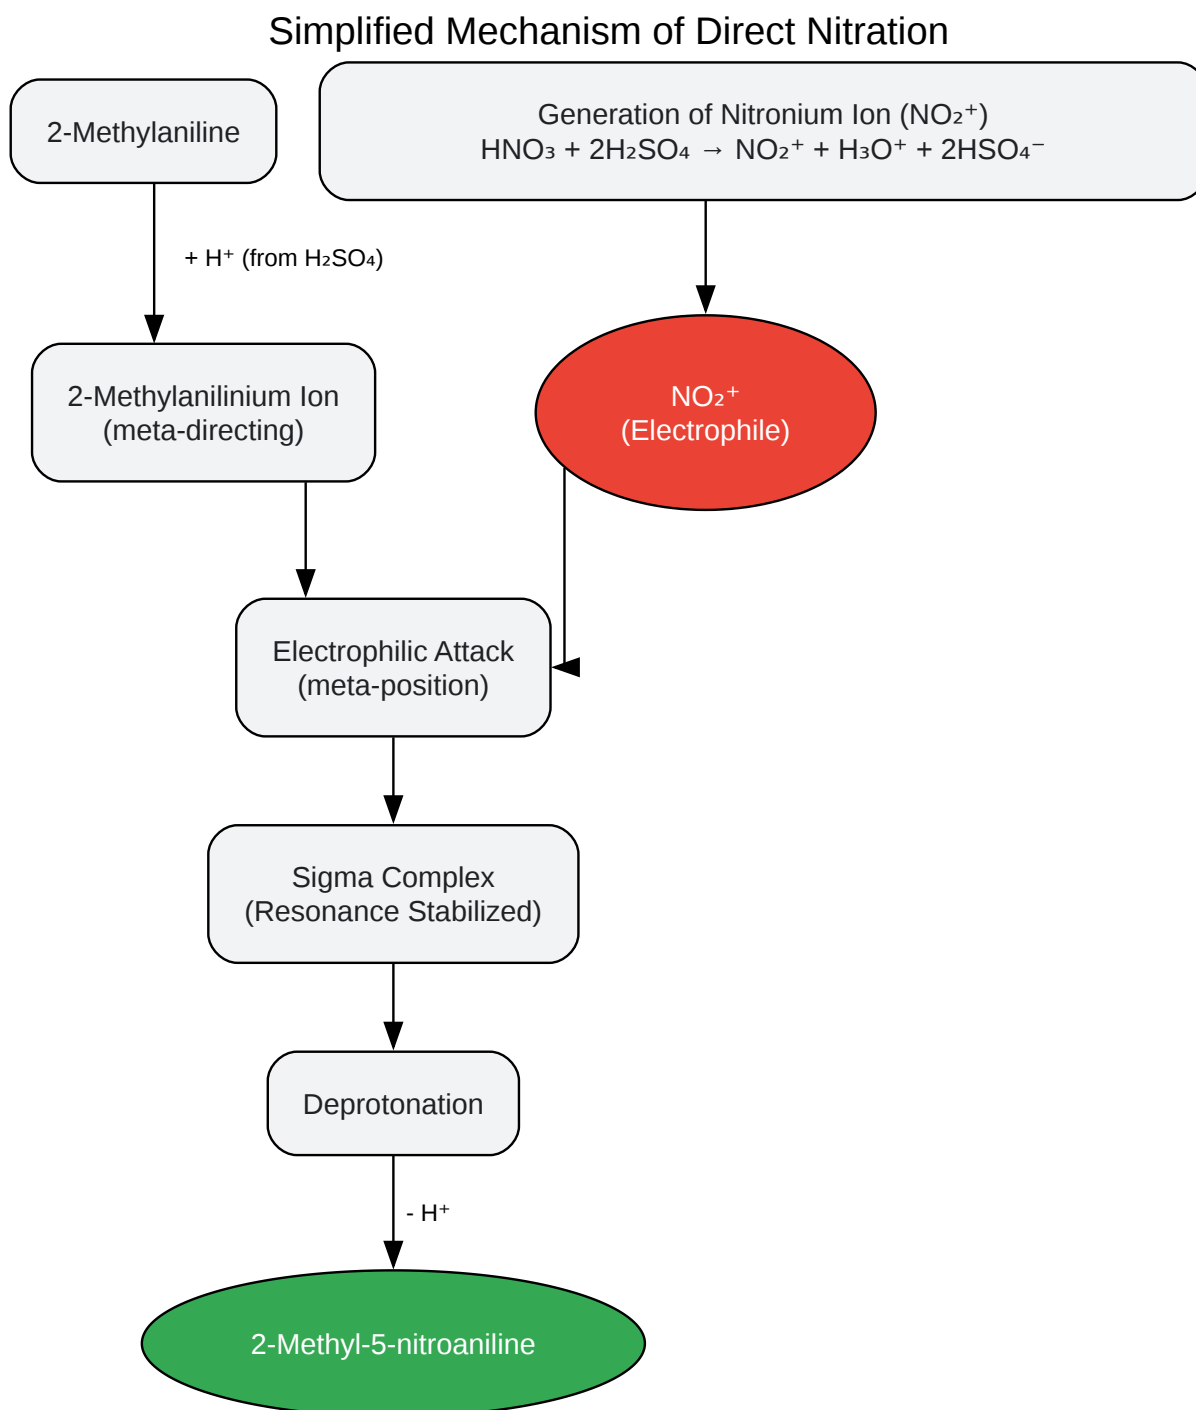 Simplified Mechanism of Direct Nitration
2-Methylaniline
Generation of Nitronium Ion (NO₂⁺)
HNO₃ + 2H₂SO₄ → NO₂⁺ + H₃O⁺ + 2HSO₄⁻
+ H⁺ (from H₂SO₄)
2-Methylanilinium Ion
(meta-directing)
NO₂⁺
(Electrophile)
Electrophilic Attack
(meta-position)
Sigma Complex
(Resonance Stabilized)
Deprotonation
- H⁺
2-Methyl-5-nitroaniline